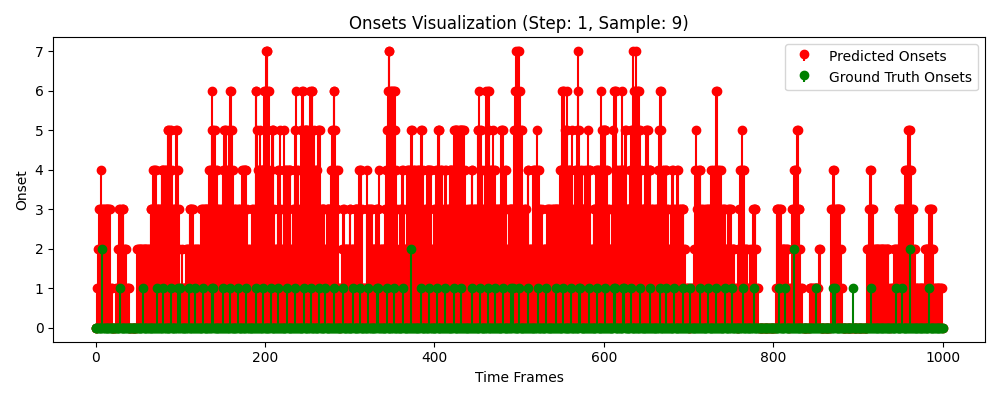 Onsets Visualization (Step: 1, Sample: 9)
Predicted Onsets
Ground Truth Onsets
Onset
7
6
5
4
3
2
1
0
0 200 400 600 800 1000
Time Frames